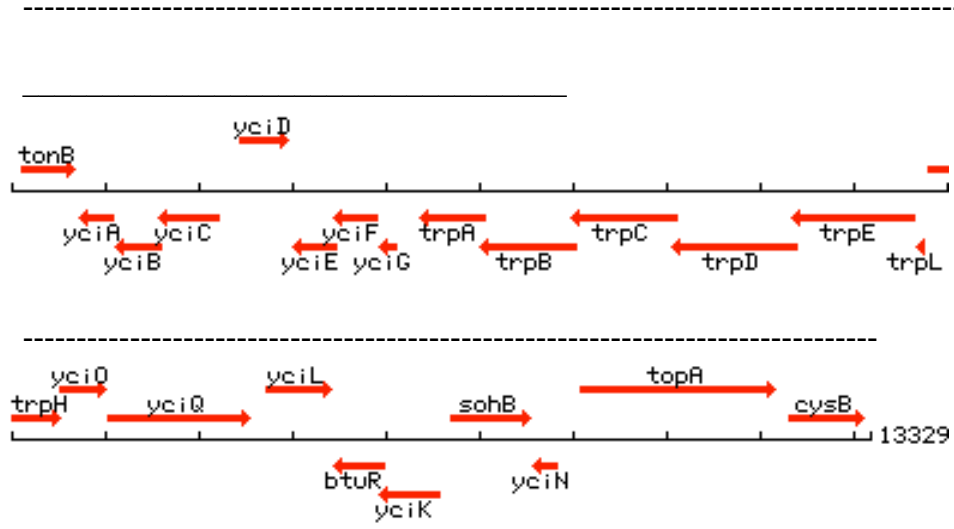 yciD
tonB
yciA yciC yciF trpA trpC trpE
yciB yciE yciG trpB trpD trpL
yciO yciL topA
trpH yciQ sohB cysB
13329
btuR yciN
yciK